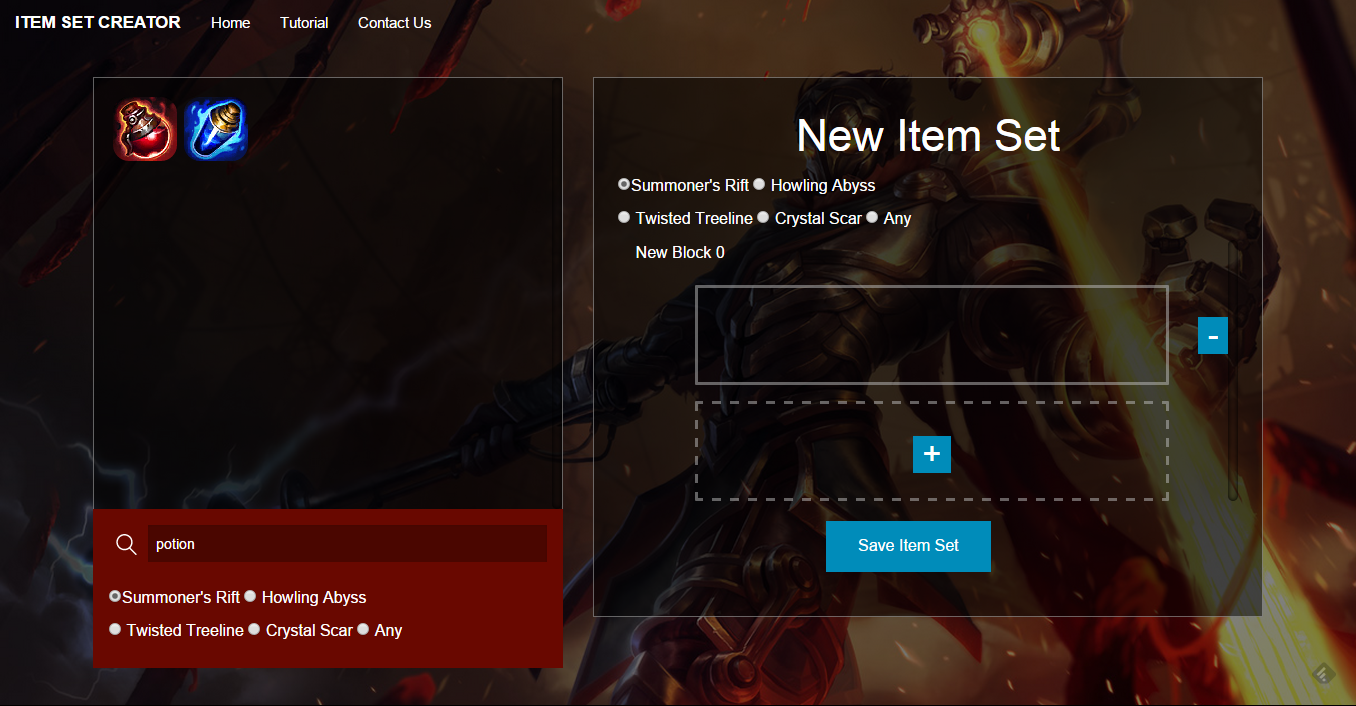 ITEM SET CREATOR Home Tutorial Contact Us
New Item Set
Summoner's Rift Howling Abyss
Twisted Treeline Crystal Scar Any
New Block 0
-
+
Save Item Set
potion
Summoner's Rift Howling Abyss
Twisted Treeline Crystal Scar Any